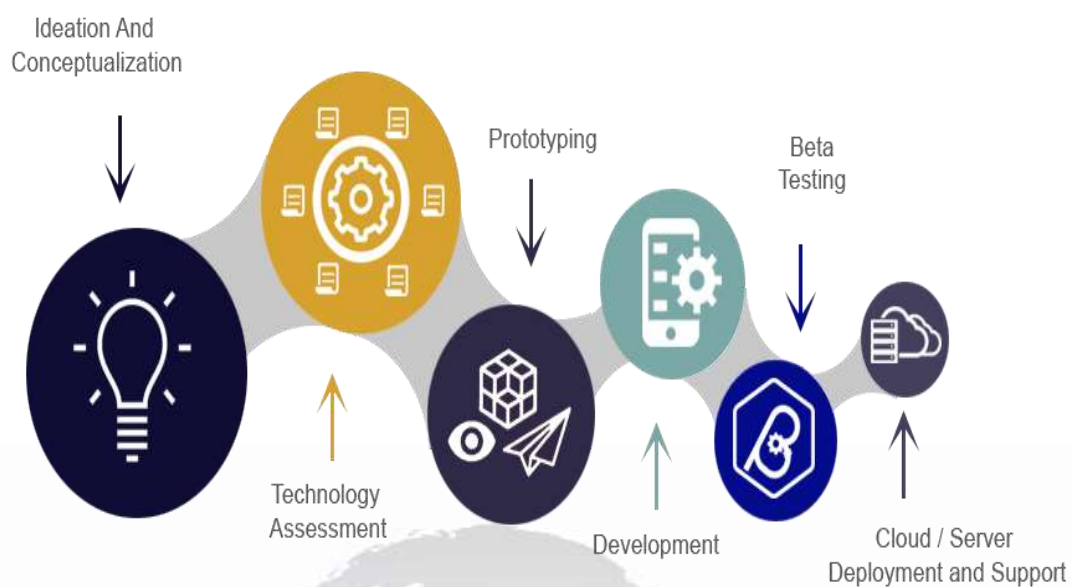 Ideation And
Conceptualization
Technology
Assessment
Prototyping
Development
Beta
Testing
Cloud / Server
Deployment and Support